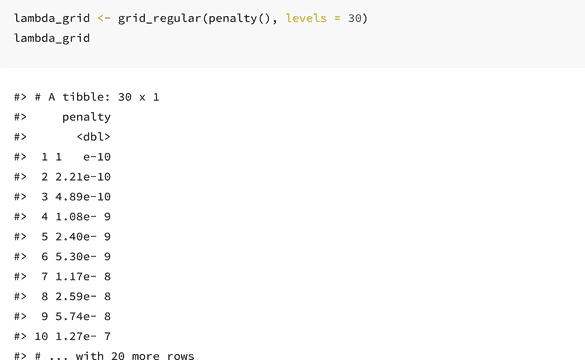 lambda_grid <- grid_regular(penalty(), levels = 30)
lambda_grid
#> # A tibble: 30 x 1
#>     penalty
#>       <dbl>
#>  1 1   e-10
#>  2 2.21e-10
#>  3 4.89e-10
#>  4 1.08e- 9
#>  5 2.40e- 9
#>  6 5.30e- 9
#>  7 1.17e- 8
#>  8 2.59e- 8
#>  9 5.74e- 8
#> 10 1.27e- 7
#> # ... with 20 more rows